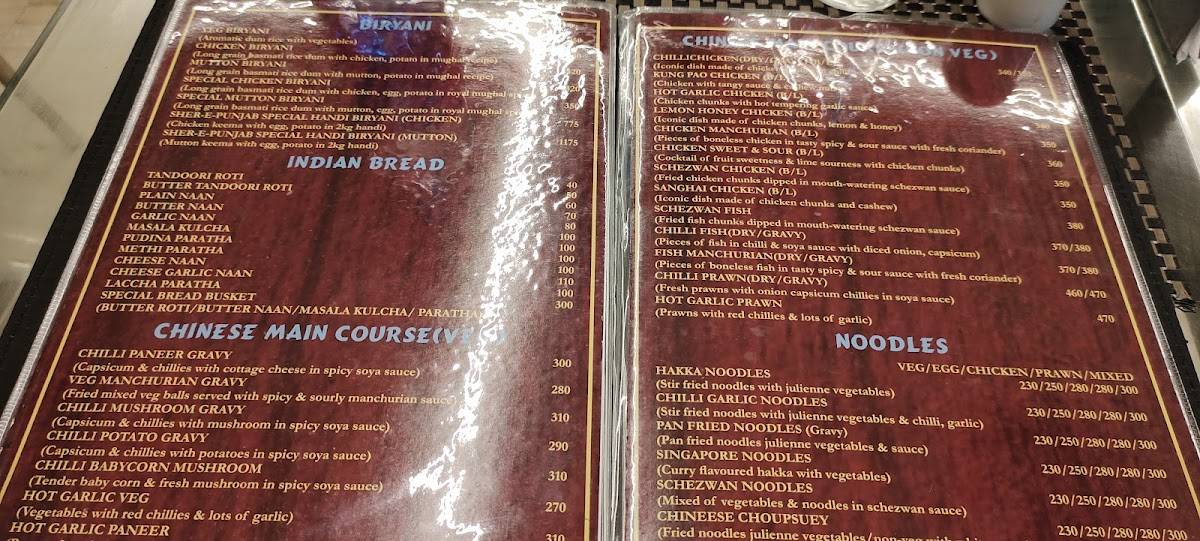 BIRYANI
VEG BIRYANI
(Aromatic dum rice with vegetables)
CHICKEN BIRYANI
(Long grain basmati rice dum with chicken, potato in mughal recipe)
MUTTON BIRYANI
(Long grain basmati rice dum with mutton, potato in mughal recipe)
SPECIAL CHICKEN BIRYANI
(Long grain basmati rice dum with chicken, egg, potato in royal mughal
SPECIAL MUTTON BIRYANI
(Long grain basmati rice dum with mutton, egg, potato in royal mughal 350
SHER-E-PUNJAB SPECIAL HANDI BIRYANI (CHICKEN)
(Chicken keema with egg, potato in 2kg handi) 775
SHER-E-PUNJAB SPECIAL HANDI BIRYANI (MUTTON)
(Mutton keema with egg, potato in 2kg handi) 1175
INDIAN BREAD
TANDOORI ROTI
BUTTER TANDOORI ROTI 40
PLAIN NAAN 50
BUTTER NAAN 60
GARLIC NAAN 70
MASALA KULCHA 80
PUDINA PARATHA 100
METHI PARATHA 100
CHEESE NAAN 100
CHEESE GARLIC NAAN 100
LACCHA PARATHA 110
SPECIAL BREAD BUSKET 100
(BUTTER ROTI/BUTTER NAAN/MASALA KULCHA/ PARATHA 300
CHINESE MAIN COURSE
CHILLI PANEER GRAVY
(Capsicum & chillies with cottage cheese in spicy soya sauce) 300
VEG MANCHURIAN GRAVY
(Fried mixed veg balls served with spicy & sourly manchurian sauce) 280
CHILLI MUSHROOM GRAVY
(Capsicum & chillies with mushroom in spicy soya sauce) 310
CHILLI POTATO GRAVY
(Capsicum & chillies with potatoes in spicy soya sauce) 290
CHILLI BABYCORN MUSHROOM
(Tender baby corn & fresh mushroom in spicy soya sauce) 310
HOT GARLIC VEG
(Vegetables with red chillies & lots of garlic) 270
HOT GARLIC PANEER 310
VEG)
CHILLICHICKEN(DRY/
(Iconic dish made of chicken
KUNG PAO CHICKEN
(Chicken with tangy sauce &
HOT GARLIC CHICKEN (B/L)
(Chicken chunks with hot tempering garlic sauce)
LEMON HONEY CHICKEN (B/L)
(Iconic dish made of chicken chunks, lemon & honey)
CHICKEN MANCHURIAN (B/L)
(Pieces of boneless chicken in tasty spicy & sour sauce with fresh coriander) 350
CHICKEN SWEET & SOUR (B/L)
(Cocktail of fruit sweetness & lime sourness with chicken chunks) 360
SCHEZWAN CHICKEN (B/L)
(Fried chicken chunks dipped in mouth-watering schezwan sauce) 350
SANGHAI CHICKEN (B/L)
(Iconic dish made of chicken chunks and cashew) 350
SCHEZWAN FISH
(Fried fish chunks dipped in mouth-watering schezwan sauce) 380
CHILLI FISH(DRY/GRAVY)
(Pieces of fish in chilli & soya sauce with diced onion, capsicum) 370/380
FISH MANCHURIAN(DRY/GRAVY)
(Pieces of boneless fish in tasty spicy & sour sauce with fresh coriander) 370/380
CHILLI PRAWN(DRY/GRAVY)
(Fresh prawns with onion capsicum chillies in soya sauce) 460/470
HOT GARLIC PRAWN
(Prawns with red chillies & lots of garlic) 470
NOODLES
HAKKA NOODLES VEG/EGG/CHICKEN/PRAWN/MIXED
(Stir fried noodles with julienne vegetables) 230/250/280/280/300
CHILLI GARLIC NOODLES
(Stir fried noodles with julienne vegetables & chilli, garlic) 230/250/280/280/300
PAN FRIED NOODLES (Gravy)
(Pan fried noodles julienne vegetables & sauce) 230/250/280/280/300
SINGAPORE NOODLES
(Curry flavoured hakka with vegetables) 230/250/280/280/300
SCHEZWAN NOODLES
(Mixed of vegetables & noodles in schezwan sauce) 230/250/280/280/300
CHINEESE CHOUPSUEY
(Fried noodles julienne vegetables/non-veg with 230/250/280/280/300